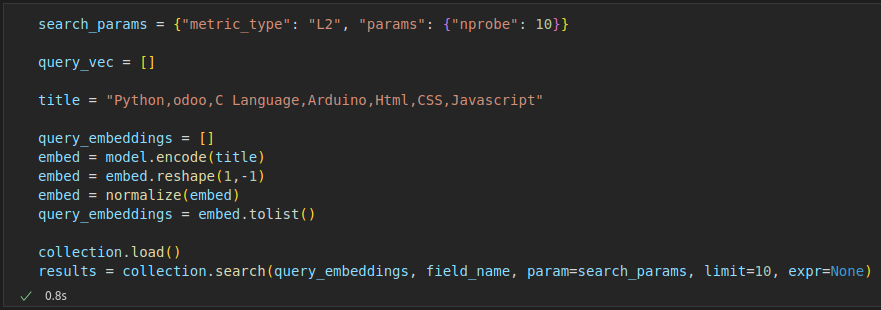 search_params = {"metric_type": "L2", "params": {"nprobe": 10}}
query_vec = []
title = "Python,odoo,C Language,Arduino,Html,CSS,Javascript"
query_embeddings = []
embed = model.encode(title)
embed = embed.reshape(1,-1)
embed = normalize(embed)
query_embeddings = embed.tolist()
collection.load()
results = collection.search(query_embeddings, field_name, param=search_params, limit=10, expr=None)
0.8s